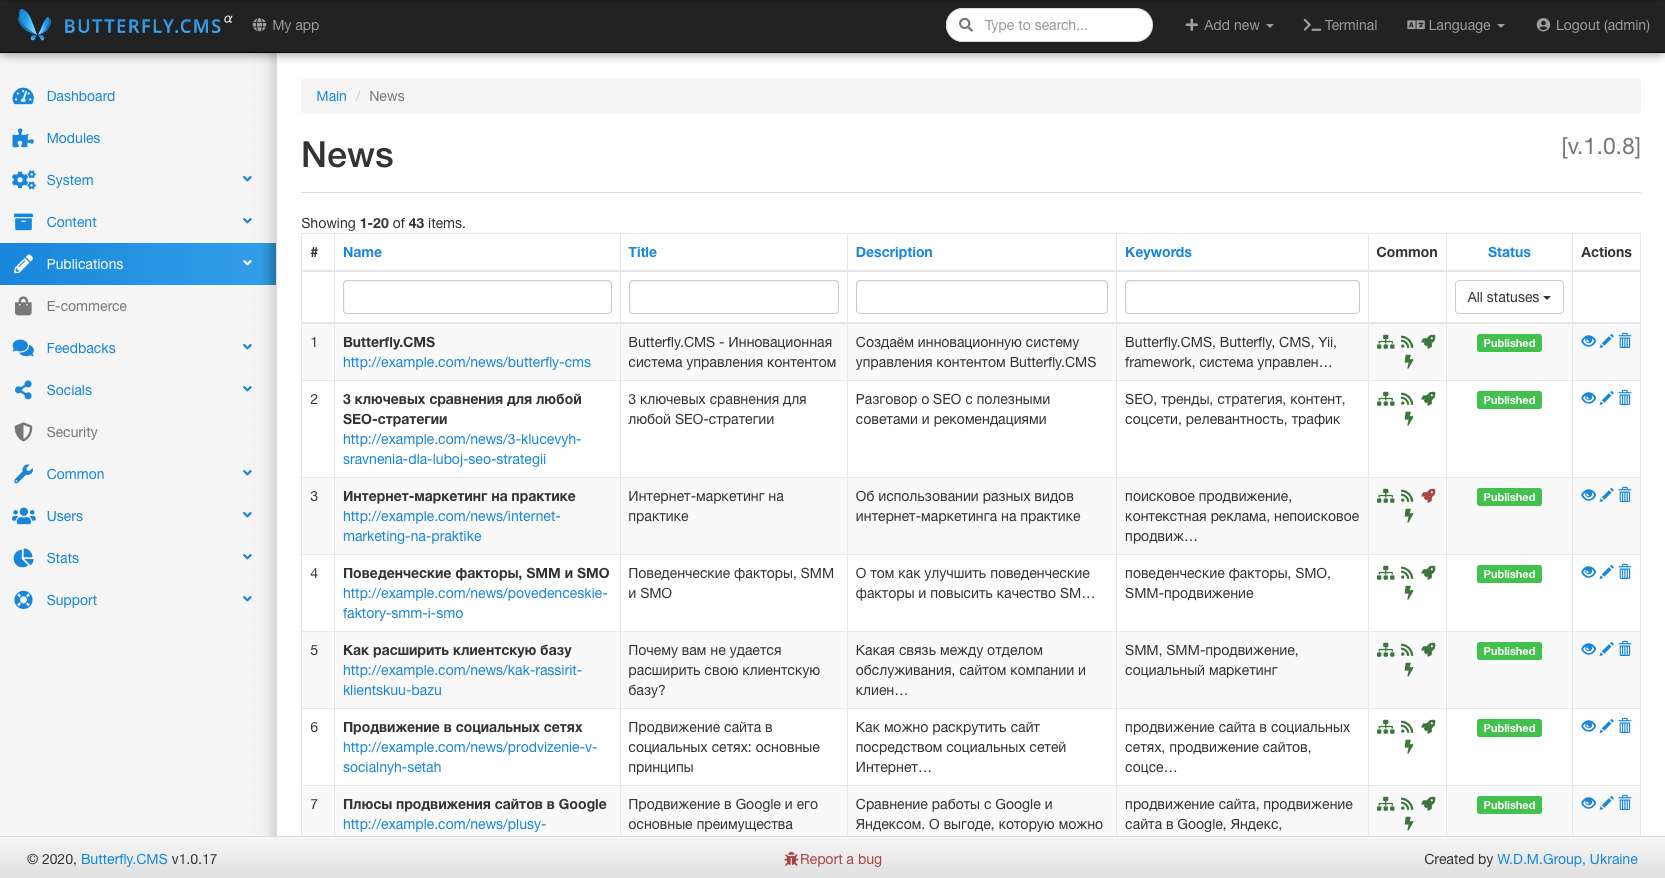 BUTTERFLY.CMS α My app Type to search... Add new Terminal Language Logout (admin)
Dashboard
Modules
System
Content
Publications
E-commerce
Feedbacks
Socials
Security
Common
Users
Stats
Support
Main / News
News [v.1.0.8]
Showing 1-20 of 43 items.
# Name Title Description Keywords Common Status Actions
All statuses
1 Butterfly.CMS Butterfly.CMS - Инновационная Создаём инновационную систему Butterfly.CMS, Butterfly, CMS, Yii, Published
http://example.com/news/butterfly-cms система управления контентом управления контентом Butterfly.CMS framework, система управлен…
2 3 ключевых сравнения для любой 3 ключевых сравнения для Разговор о SEO с полезными SEO, тренды, стратегия, контент, Published
SEO-стратегии любой SEO-стратегии советами и рекомендациями соцсети, релевантность, трафик
http://example.com/news/3-klucevyh-
sravnenia-dla-luboj-seo-strategii
3 Интернет-маркетинг на практике Интернет-маркетинг на Об использовании разных видов поисковое продвижение, Published
http://example.com/news/internet- практике интернет-маркетинга на практике контекстная реклама, непоисковое
marketing-na-praktike продвиж…
4 Поведенческие факторы, SMM и SMO Поведенческие факторы, SMM О том как улучшить поведенческие поведенческие факторы, SMO, Published
http://example.com/news/povedenceskie- и SMO факторы и повысить качество SM… SMM-продвижение
faktory-smm-i-smo
5 Как расширить клиентскую базу Почему вам не удается Какая связь между отделом SMM, SMM-продвижение, Published
http://example.com/news/kak-rassirit- расширить свою клиентскую обслуживания, сайтом компании и социальный маркетинг
klientskuu-bazu базу? клиен…
6 Продвижение в социальных сетях Продвижение сайта в Как можно раскрутить сайт продвижение сайта в социальных Published
http://example.com/news/prodvizenie-v- социальных сетях: основные посредством социальных сетей сетях, продвижение сайтов,
socialnyh-setah принципы Интернет… соцсе…
7 Плюсы продвижения сайтов в Google Продвижение в Google и его Сравнение работы с Google и продвижение сайта, продвижение Published
http://example.com/news/plusy- основные преимущества Яндексом. О выгоде, которую можно сайта в Google, Яндекс,
© 2020, Butterfly.CMS v1.0.17 Report a bug Created by W.D.M.Group, Ukraine